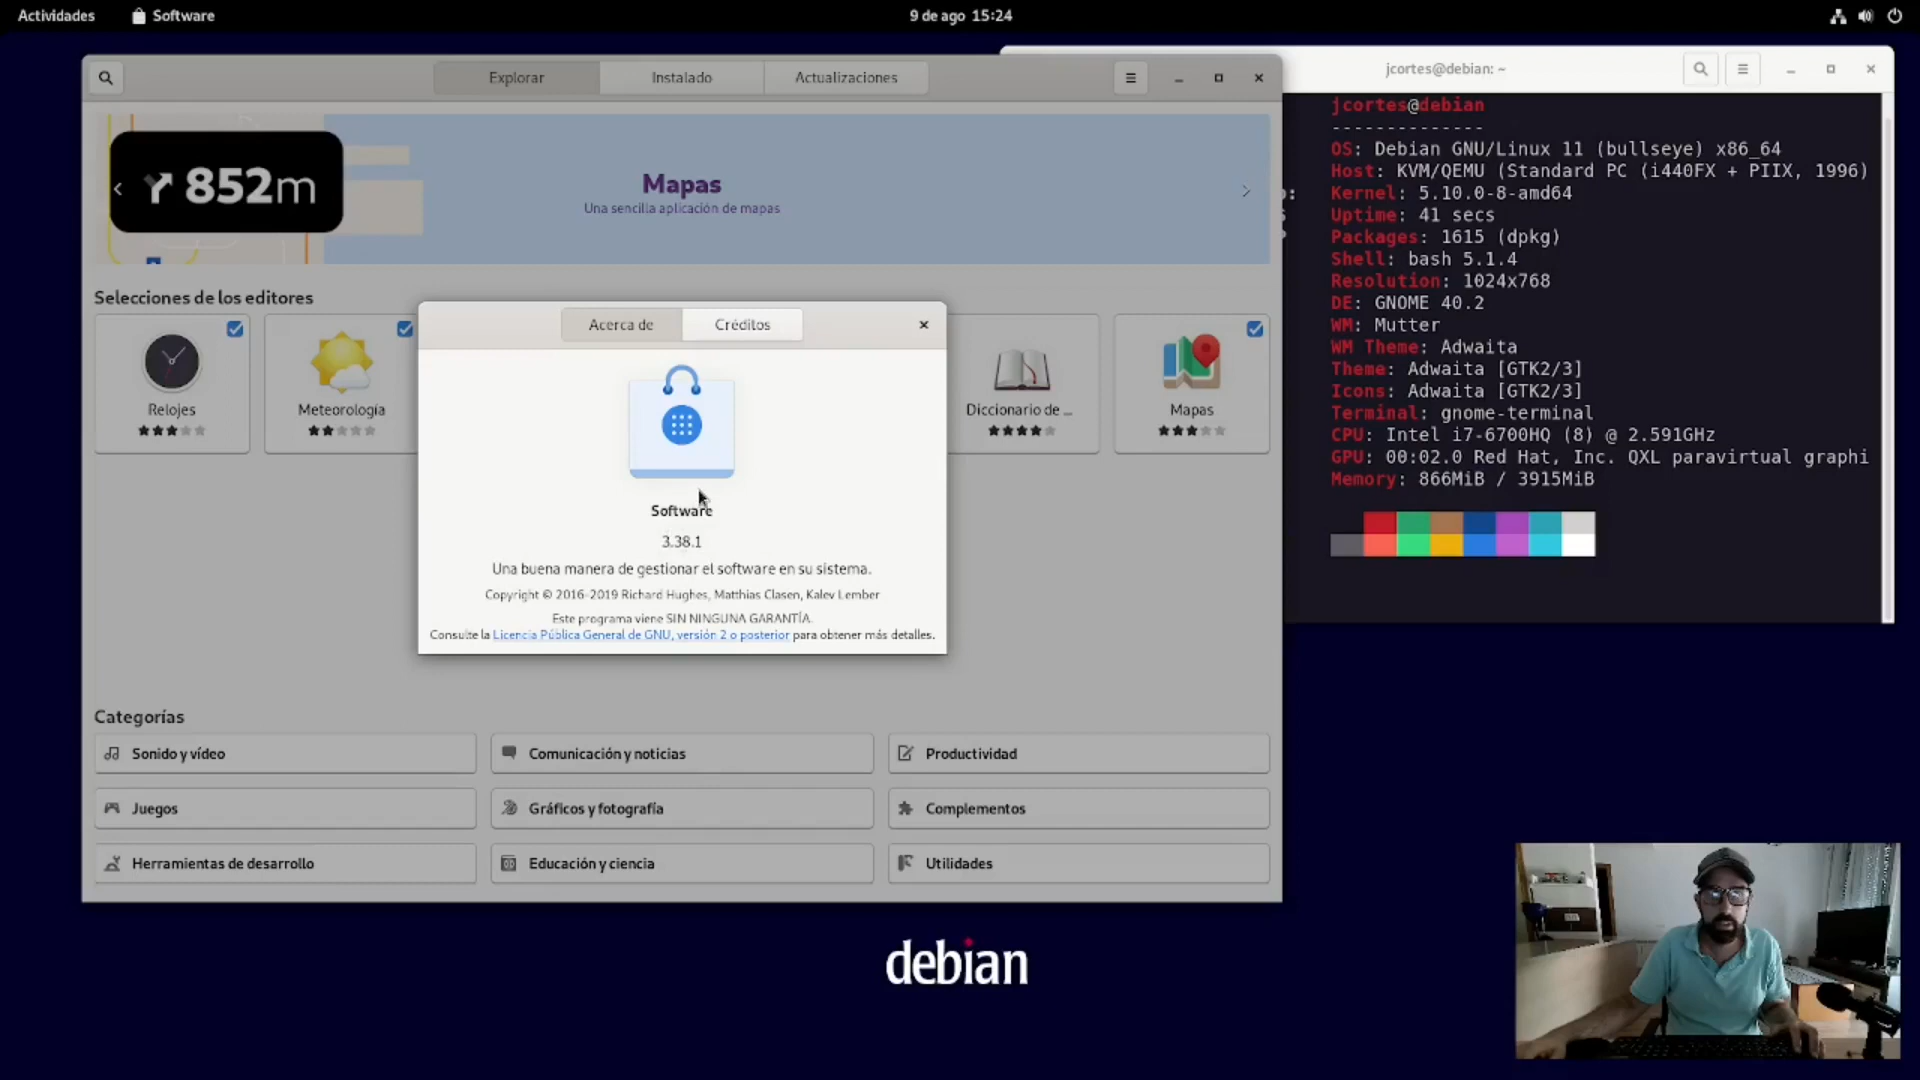 Actividades
Software
9 de ago 15:24
Explorar
Instalado
Actualizaciones
852m
Mapas
Una sencilla aplicación de mapas
Selecciones de los editores
Relojes
Meteorología
Diccionario de ...
Mapas
Acerca de
Créditos
Software
3.38.1
Una buena manera de gestionar el software en su sistema.
Copyright © 2016-2019 Richard Hughes, Matthias Clasen, Kalev Lember
Este programa viene SIN NINGUNA GARANTÍA.
Consulte la Licencia Pública General de GNU, versión 2 o posterior para obtener más detalles.
Categorías
Sonido y vídeo
Comunicación y noticias
Productividad
Juegos
Gráficos y fotografía
Complementos
Herramientas de desarrollo
Educación y ciencia
Utilidades
jcortes@debian: ~
jcortes@debian
--------------
OS: Debian GNU/Linux 11 (bullseye) x86_64
Host: KVM/QEMU (Standard PC (i440FX + PIIX, 1996)
Kernel: 5.10.0-8-amd64
Uptime: 41 secs
Packages: 1615 (dpkg)
Shell: bash 5.1.4
Resolution: 1024x768
DE: GNOME 40.2
WM: Mutter
WM Theme: Adwaita
Theme: Adwaita [GTK2/3]
Icons: Adwaita [GTK2/3]
Terminal: gnome-terminal
CPU: Intel i7-6700HQ (8) @ 2.591GHz
GPU: 00:02.0 Red Hat, Inc. QXL paravirtual graphi
Memory: 866MiB / 3915MiB
debian